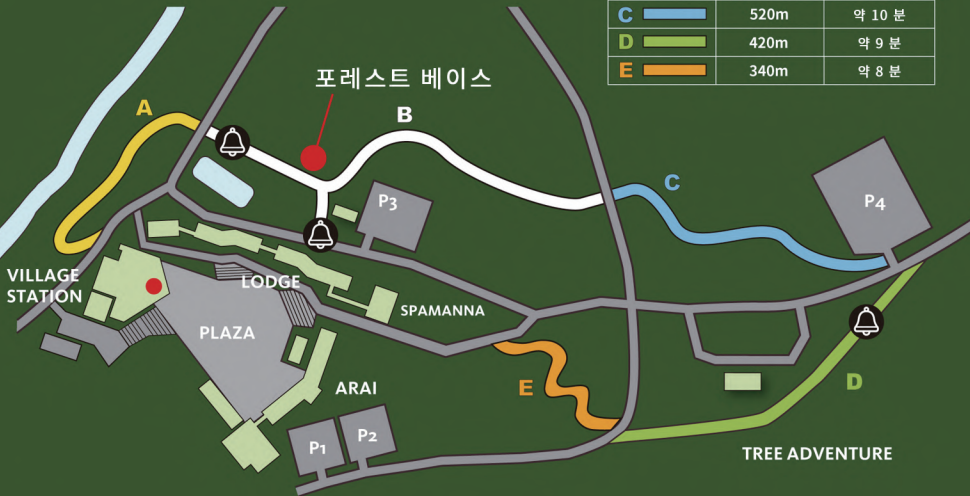 C 520m 약 10 분
D 420m 약 9 분
E 340m 약 8 분
포레스트 베이스
A
B
C
P3
P4
VILLAGE
STATION
LODGE
SPAMANNA
PLAZA
E
D
ARAI
P1
P2
TREE ADVENTURE